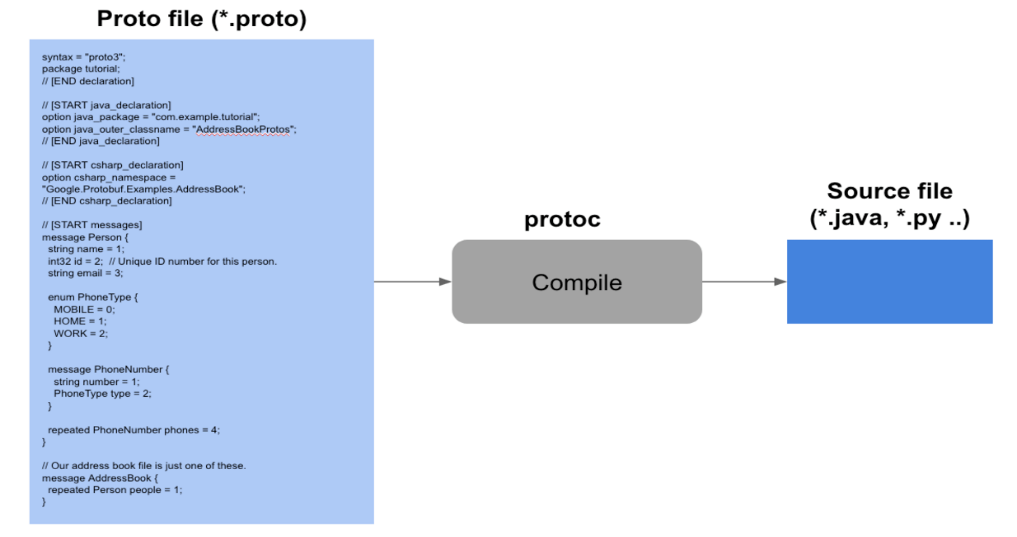 Proto file (*.proto)
syntax = "proto3";
package tutorial;
// [END declaration]
// [START java_declaration]
option java_package = "com.example.tutorial";
option java_outer_classname = "AddressBookProtos";
// [END java_declaration]
// [START csharp_declaration]
option csharp_namespace =
"Google.Protobuf.Examples.AddressBook";
// [END csharp_declaration]
// [START messages]
message Person {
string name = 1;
int32 id = 2;  // Unique ID number for this person.
string email = 3;
enum PhoneType {
MOBILE = 0;
HOME = 1;
WORK = 2;
}
message PhoneNumber {
string number = 1;
PhoneType type = 2;
}
repeated PhoneNumber phones = 4;
}
// Our address book file is just one of these.
message AddressBook {
repeated Person people = 1;
}
protoc
Compile
Source file
(*.java, *.py ..)